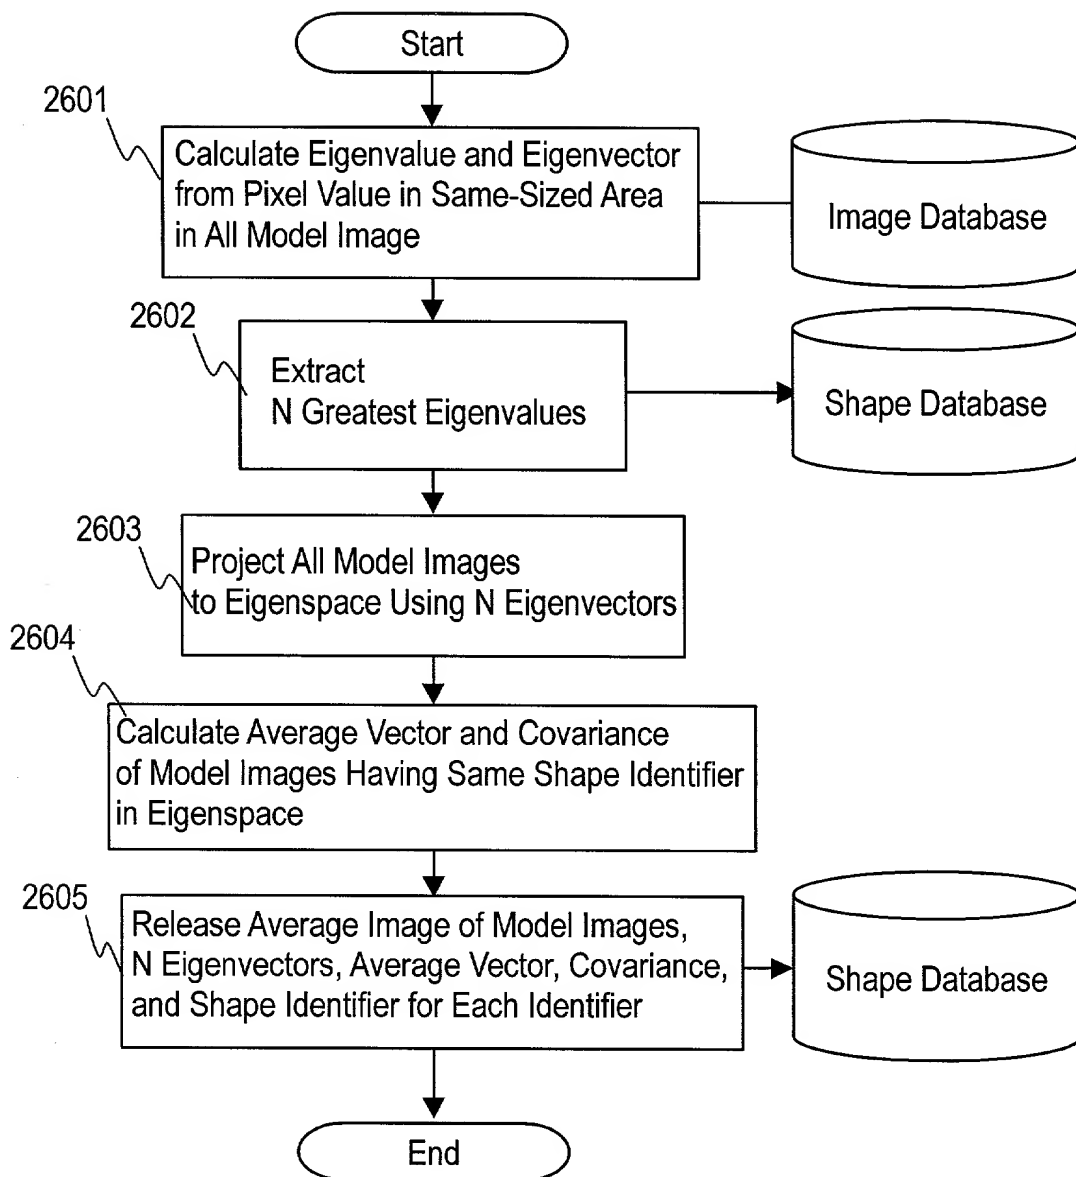 Start
2601
Calculate Eigenvalue and Eigenvector
from Pixel Value in Same-Sized Area
in All Model Image
Image Database
2602
Extract
N Greatest Eigenvalues
Shape Database
2603
Project All Model Images
to Eigenspace Using N Eigenvectors
2604
Calculate Average Vector and Covariance
of Model Images Having Same Shape Identifier
in Eigenspace
2605
Release Average Image of Model Images,
N Eigenvectors, Average Vector, Covariance,
and Shape Identifier for Each Identifier
Shape Database
End